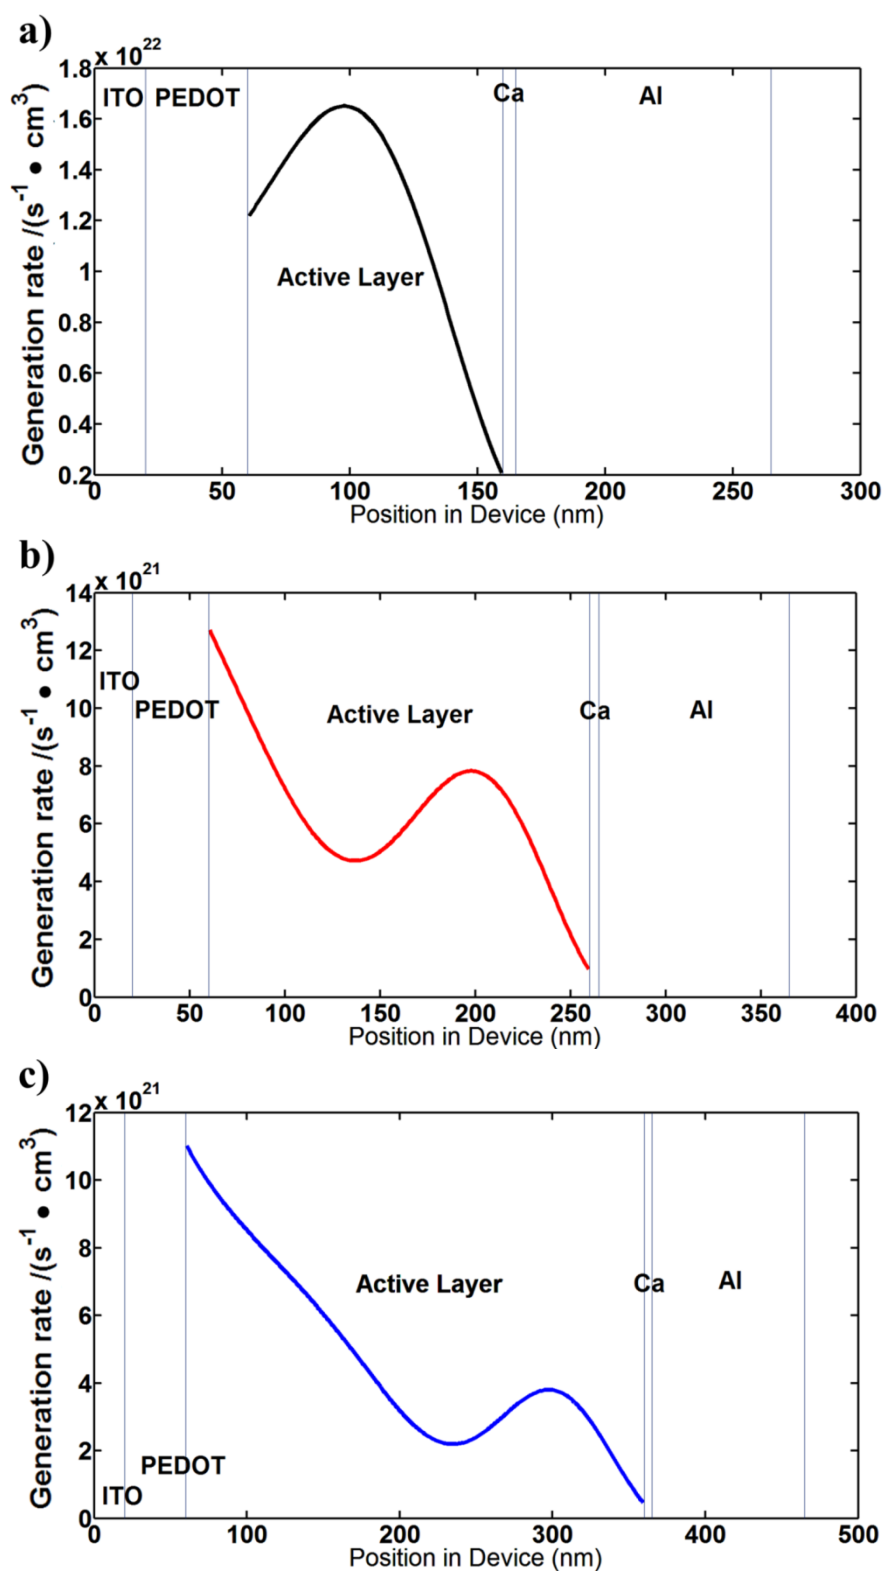 a)
x 10^22
Generation rate /(s^-1 • cm^3)
1.8
1.6
1.4
1.2
1
0.8
0.6
0.4
0.2
ITO PEDOT Ca Al
Active Layer
0 50 100 150 200 250 300
Position in Device (nm)
b)
x 10^21
Generation rate /(s^-1 • cm^3)
14
12
10
8
6
4
2
0
ITO
PEDOT Active Layer Ca Al
0 50 100 150 200 250 300 350 400
Position in Device (nm)
c)
x 10^21
Generation rate /(s^-1 • cm^3)
12
10
8
6
4
2
0
Active Layer Ca Al
PEDOT
ITO
0 100 200 300 400 500
Position in Device (nm)